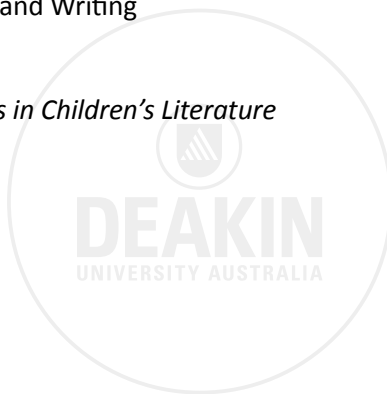 and Writing
s in Children's Literature
DEAKIN
UNIVERSITY AUSTRALIA